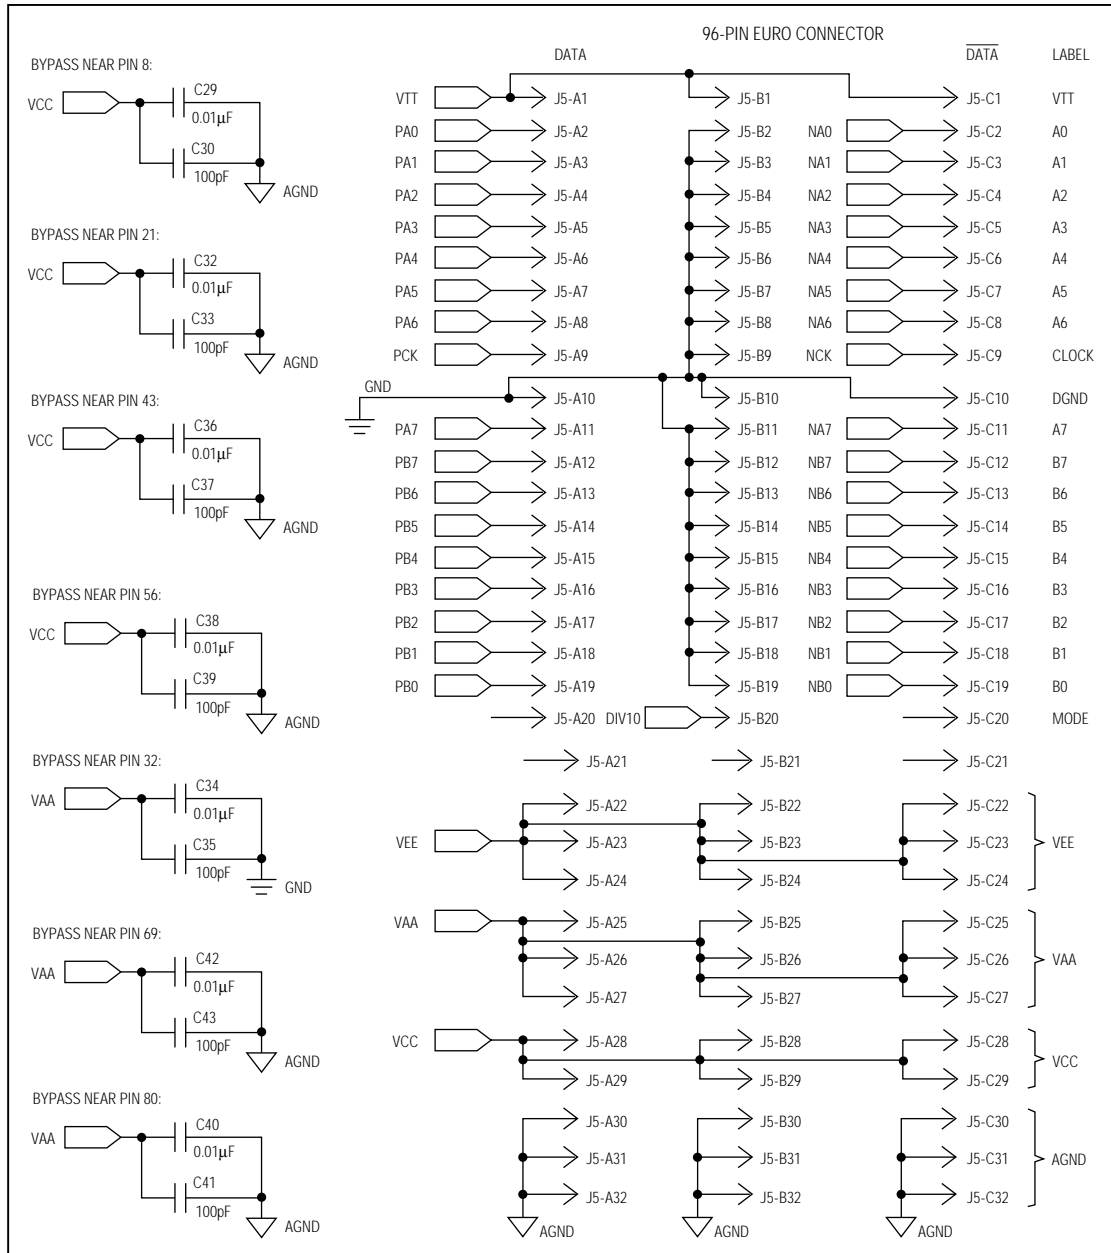 96-PIN EURO CONNECTOR
DATA DATA LABEL
BYPASS NEAR PIN 8:
VCC
C29
0.01μF
C30
100pF
AGND
BYPASS NEAR PIN 21:
VCC
C32
0.01μF
C33
100pF
AGND
BYPASS NEAR PIN 43:
VCC
C36
0.01μF
C37
100pF
AGND
BYPASS NEAR PIN 56:
VCC
C38
0.01μF
C39
100pF
AGND
BYPASS NEAR PIN 32:
VAA
C34
0.01μF
C35
100pF
GND
BYPASS NEAR PIN 69:
VAA
C42
0.01μF
C43
100pF
AGND
BYPASS NEAR PIN 80:
VAA
C40
0.01μF
C41
100pF
AGND
VTT J5-A1 J5-B1 J5-C1 VTT
PA0 J5-A2 J5-B2 NA0 J5-C2 A0
PA1 J5-A3 J5-B3 NA1 J5-C3 A1
PA2 J5-A4 J5-B4 NA2 J5-C4 A2
PA3 J5-A5 J5-B5 NA3 J5-C5 A3
PA4 J5-A6 J5-B6 NA4 J5-C6 A4
PA5 J5-A7 J5-B7 NA5 J5-C7 A5
PA6 J5-A8 J5-B8 NA6 J5-C8 A6
PCK J5-A9 J5-B9 NCK J5-C9 CLOCK
GND J5-A10 J5-B10 J5-C10 DGND
PA7 J5-A11 J5-B11 NA7 J5-C11 A7
PB7 J5-A12 J5-B12 NB7 J5-C12 B7
PB6 J5-A13 J5-B13 NB6 J5-C13 B6
PB5 J5-A14 J5-B14 NB5 J5-C14 B5
PB4 J5-A15 J5-B15 NB4 J5-C15 B4
PB3 J5-A16 J5-B16 NB3 J5-C16 B3
PB2 J5-A17 J5-B17 NB2 J5-C17 B2
PB1 J5-A18 J5-B18 NB1 J5-C18 B1
PB0 J5-A19 J5-B19 NB0 J5-C19 B0
J5-A20 DIV10 J5-B20 J5-C20 MODE
J5-A21 J5-B21 J5-C21
J5-A22 J5-B22 J5-C22
VEE J5-A23 J5-B23 J5-C23 VEE
J5-A24 J5-B24 J5-C24
VAA J5-A25 J5-B25 J5-C25
J5-A26 J5-B26 J5-C26 VAA
J5-A27 J5-B27 J5-C27
VCC J5-A28 J5-B28 J5-C28
VCC
J5-A29 J5-B29 J5-C29
J5-A30 J5-B30 J5-C30
J5-A31 J5-B31 J5-C31 AGND
J5-A32 J5-B32 J5-C32
AGND AGND AGND